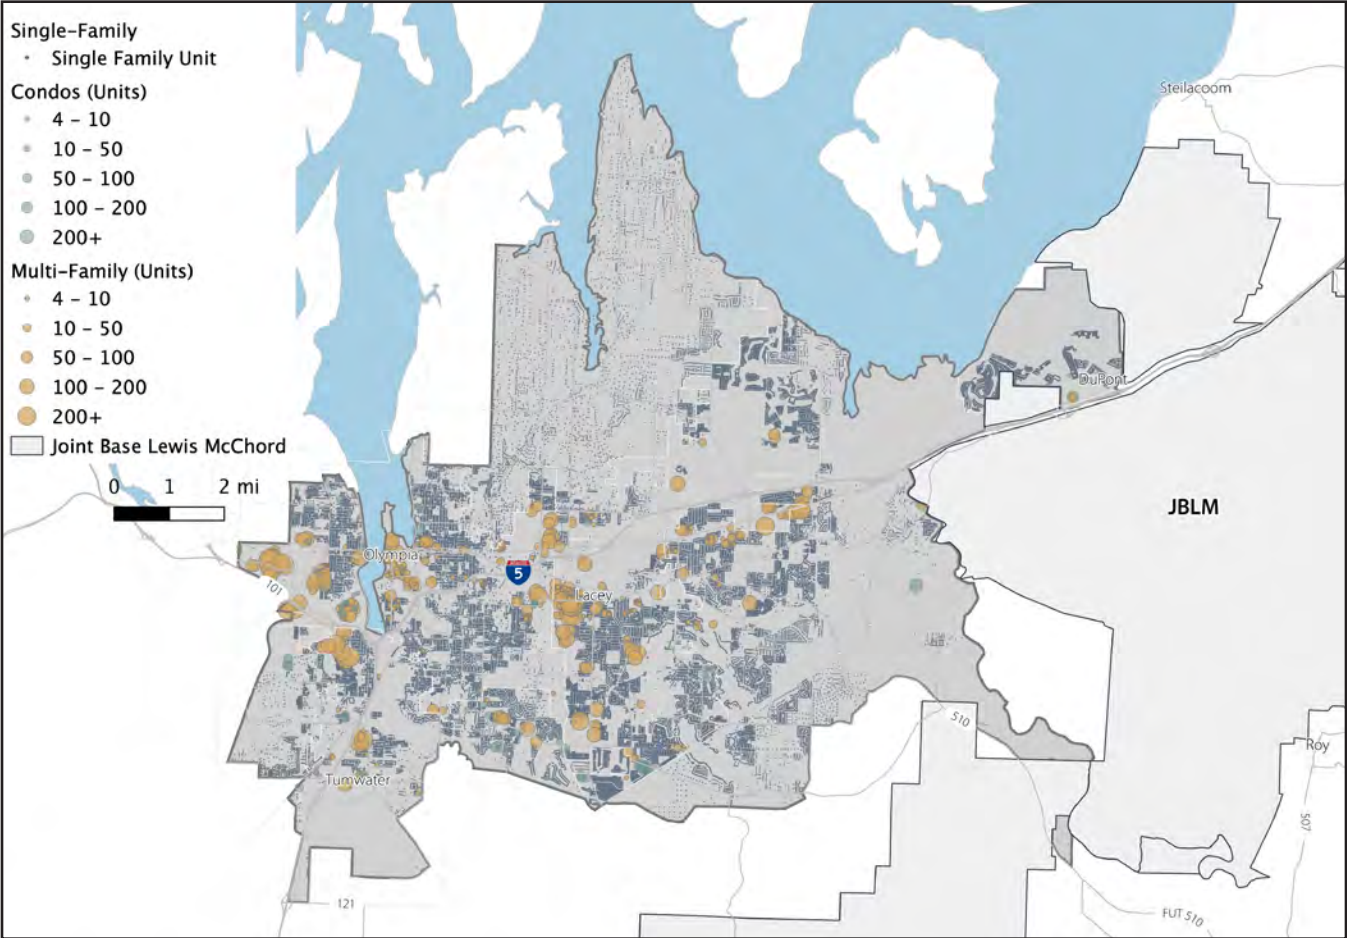 Single-Family
Single Family Unit
Condos (Units)
4 - 10
10 - 50
50 - 100
100 - 200
200+
Multi-Family (Units)
4 - 10
10 - 50
50 - 100
100 - 200
200+
Joint Base Lewis McChord
0 1 2 mi
Steilacoom
DuPont
JBLM
Olympia
5
101
Lacey
510
Roy
Tumwater
507
121
FUT 510